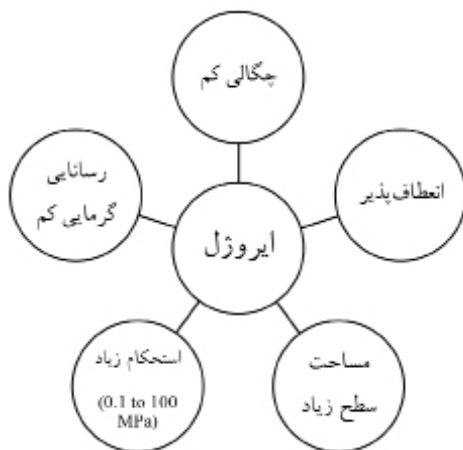 چگالی کم
انعطاف‌پذیر
رسانایی
گرمایی کم
ایروژل
استحکام زیاد
(0.1 to 100
MPa)
مساحت
سطح زیاد